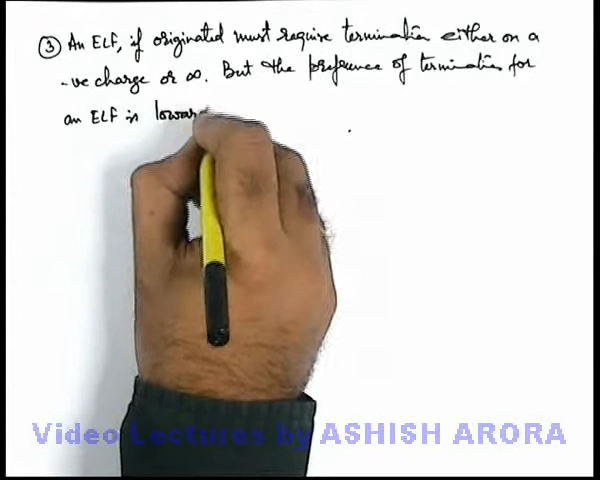 ③ An ELF, if originated must require termination either on a
-ve charge or ∞. But the preference of termination for
an ELF is toward
Video Lectures by ASHISH ARORA